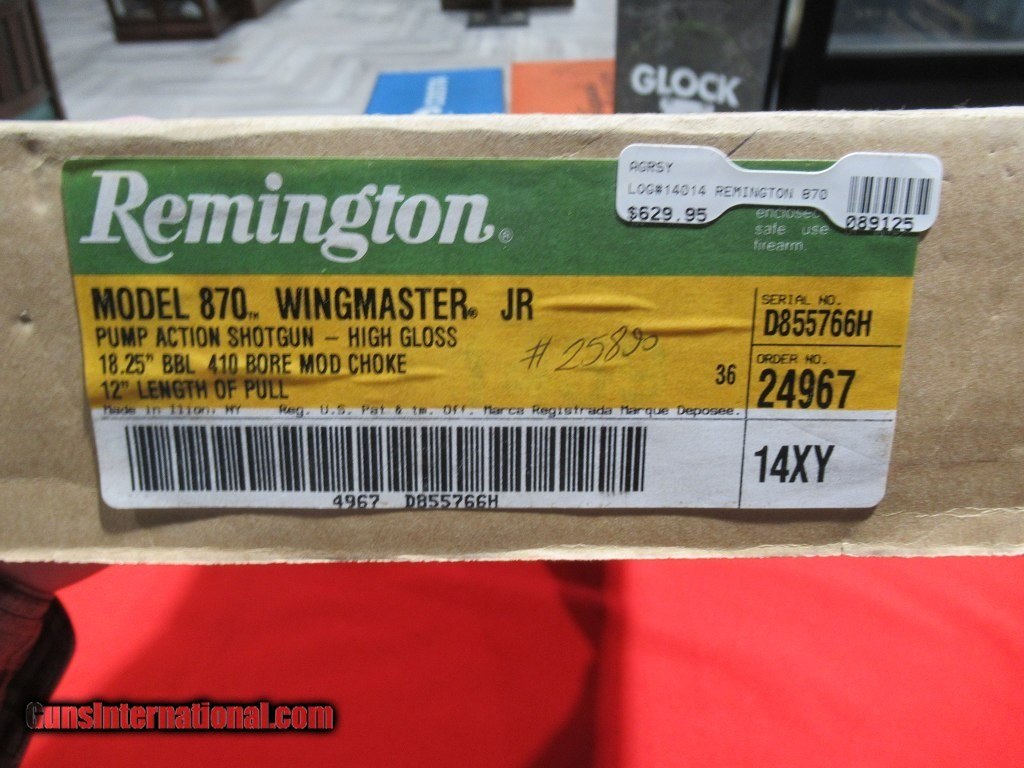 GLOCK
Remington®
AGRSY
LOG#14014 REMINGTON 870
$629.95
089125
enclosed
safe use
firearm.
MODEL 870™ WINGMASTER® JR
PUMP ACTION SHOTGUN – HIGH GLOSS
18.25" BBL 410 BORE MOD CHOKE
12" LENGTH OF PULL
# 25890
36
SERIAL NO.
D855766H
ORDER NO.
24967
Made in Ilion, NY Reg. U.S. Pat & tm. Off. Marca Registrada Marque Deposee.
14XY
4967 D855766H
GunsInternational.com